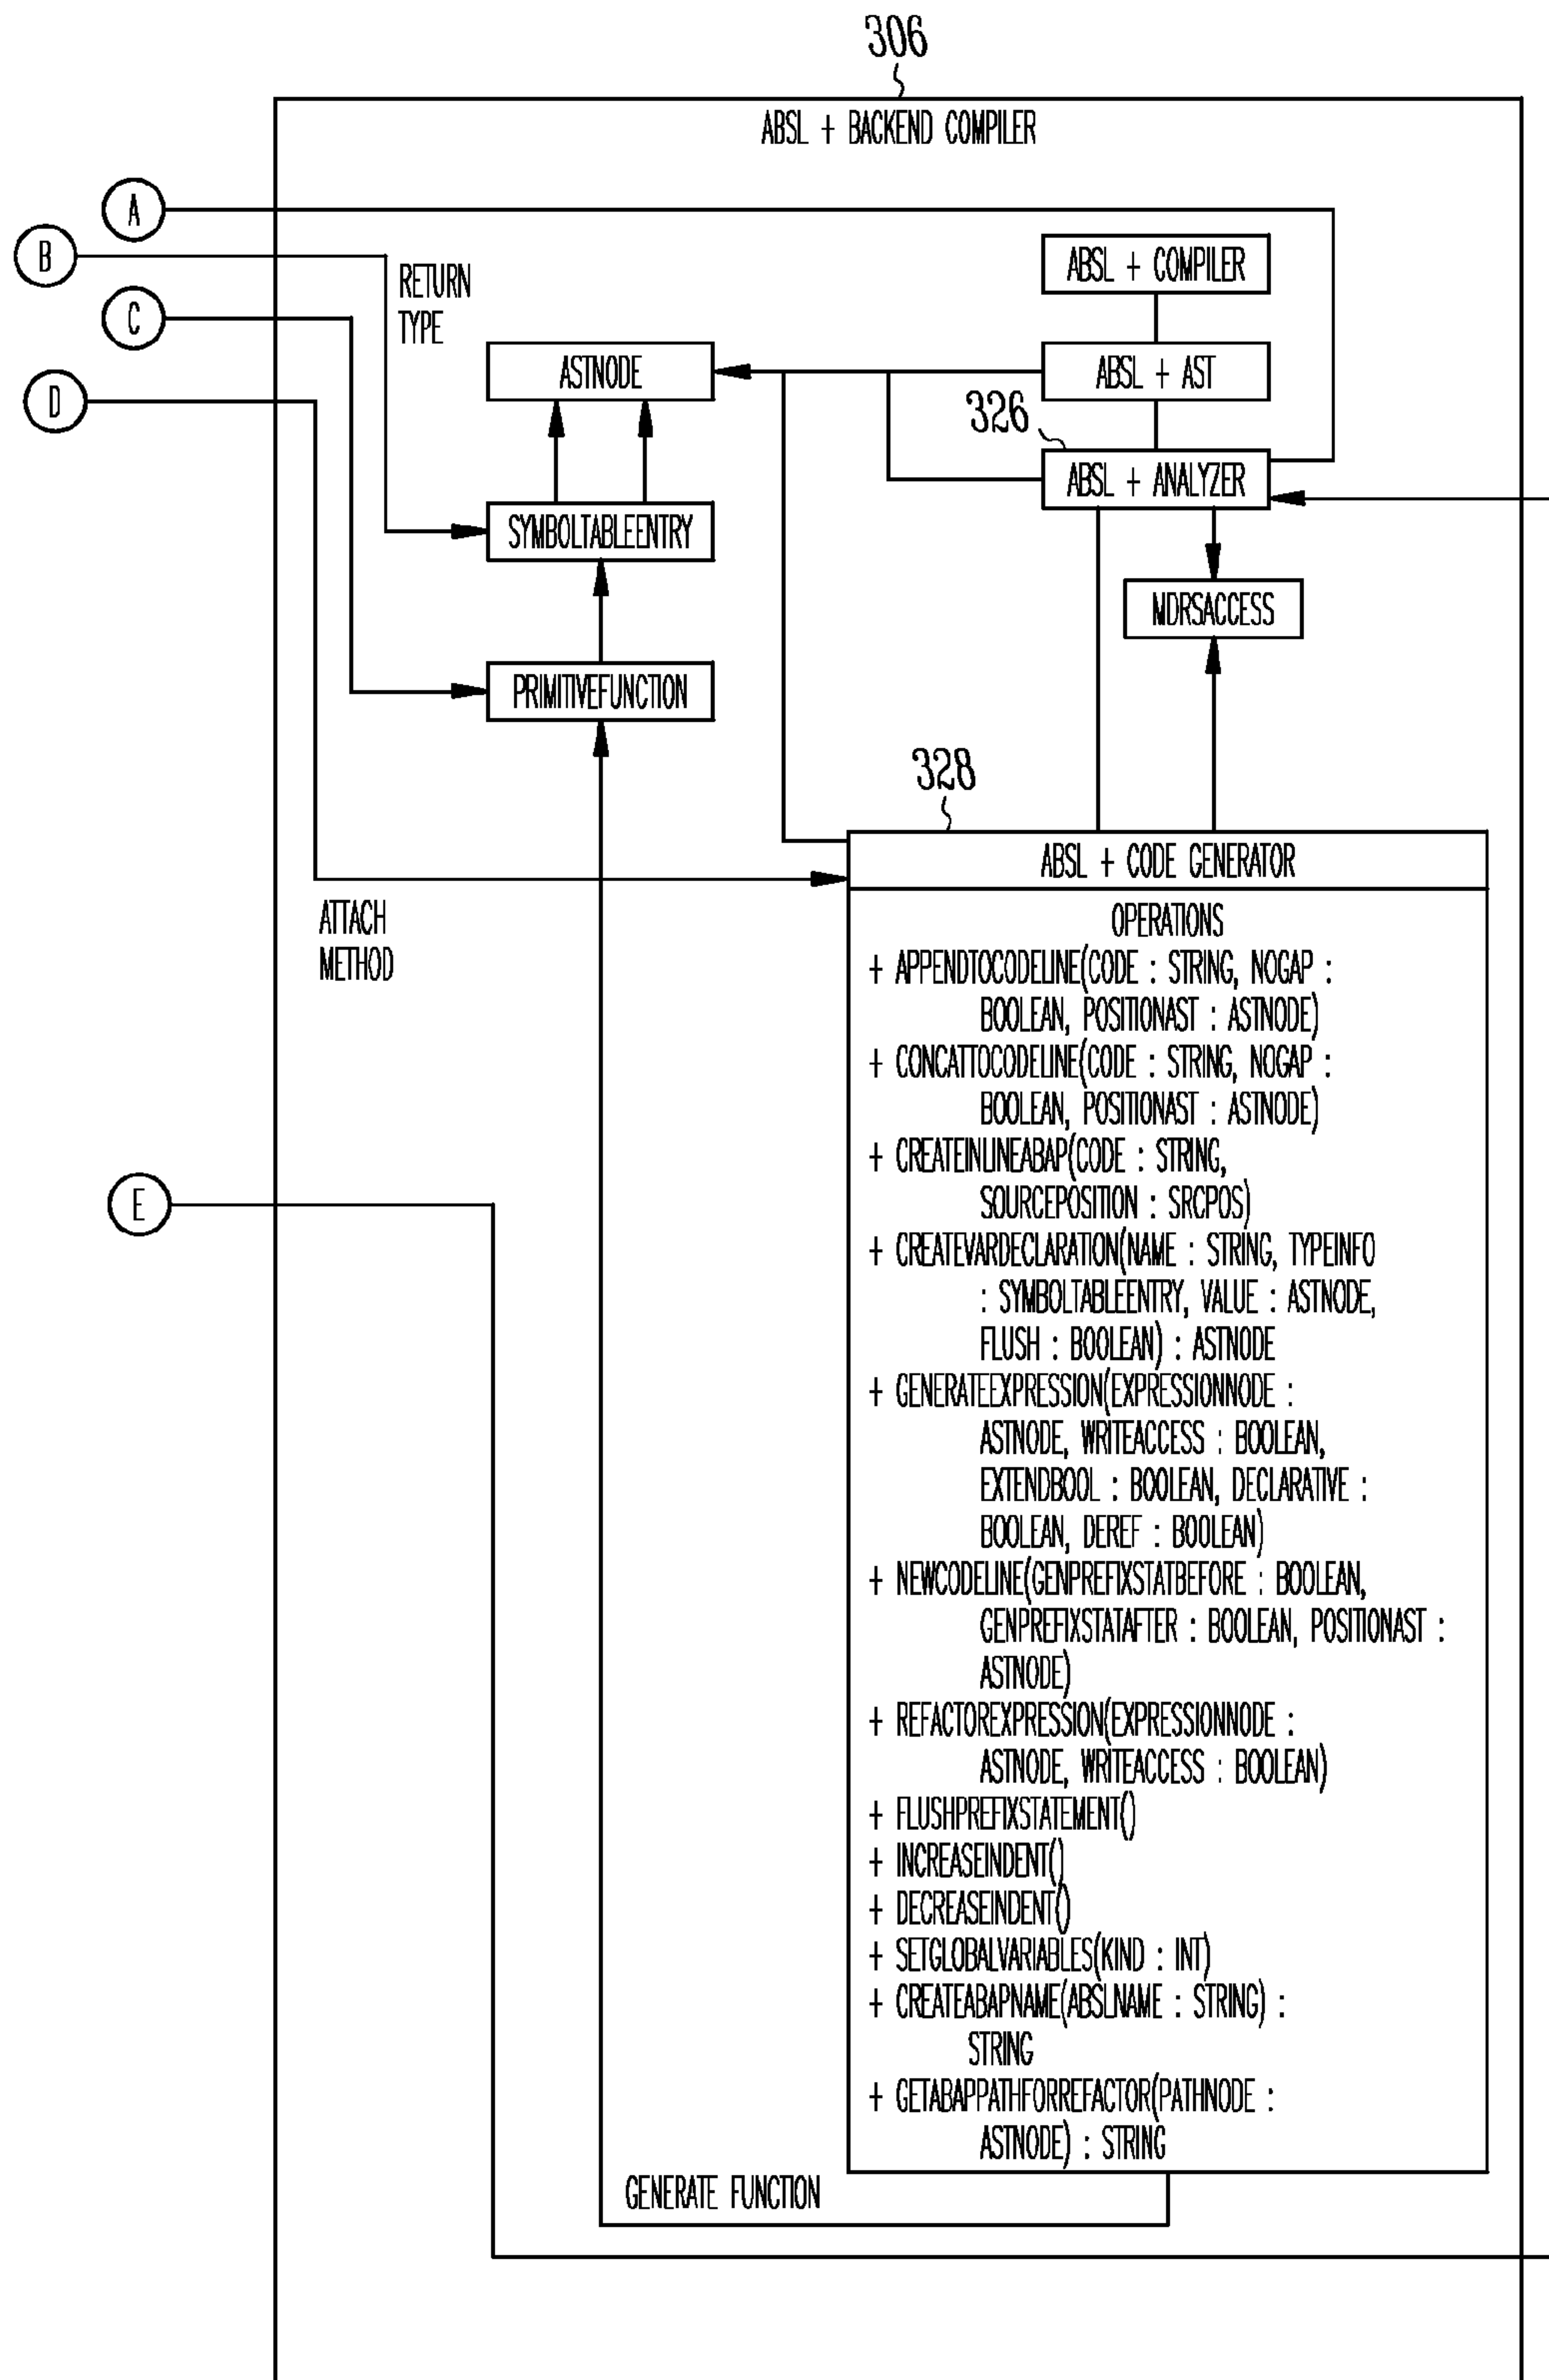 306
ABSL + BACKEND COMPILER
A
B
C
D
RETURN
TYPE
ABSL + COMPILER
ASTNODE
ABSL + AST
326
ABSL + ANALYZER
SYMBOLTABLEENTRY
MDRSACCESS
PRIMITIVEFUNCTION
328
ABSL + CODE GENERATOR
ATTACH
METHOD
OPERATIONS
+ APPENDTOCODELINE(CODE : STRING, NOGAP :
BOOLEAN, POSITIONAST : ASTNODE)
+ CONCATTOCODELINE(CODE : STRING, NOGAP :
BOOLEAN, POSITIONAST : ASTNODE)
+ CREATEINLINEABAP(CODE : STRING,
SOURCEPOSITION : SRCPOS)
E
+ CREATEVARDECLARATION(NAME : STRING, TYPEINFO
: SYMBOLTABLEENTRY, VALUE : ASTNODE,
FLUSH : BOOLEAN) : ASTNODE
+ GENERATEEXPRESSION(EXPRESSIONNODE :
ASTNODE, WRITEACCESS : BOOLEAN,
EXTENDBOOL : BOOLEAN, DECLARATIVE :
BOOLEAN, DEREF : BOOLEAN)
+ NEWCODELINE(GENPREFIXSTATBEFORE : BOOLEAN,
GENPREFIXSTATAFTER : BOOLEAN, POSITIONAST :
ASTNODE)
+ REFACTOREXPRESSION(EXPRESSIONNODE :
ASTNODE, WRITEACCESS : BOOLEAN)
+ FLUSHPREFIXSTATEMENT()
+ INCREASEINDENT()
+ DECREASEINDENT()
+ SETGLOBALVARIABLES(KIND : INT)
+ CREATEABAPNAME(ABSLNAME : STRING) :
STRING
+ GETABAPPATHFORREFACTOR(PATHNODE :
ASTNODE) : STRING
GENERATE FUNCTION